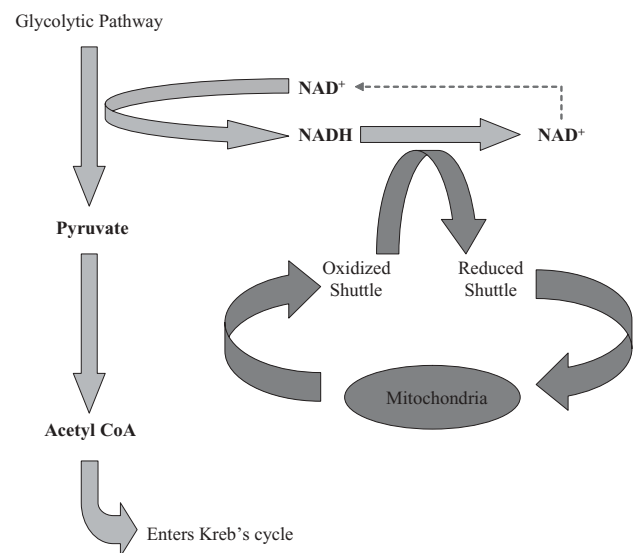 Glycolytic Pathway
NAD⁺
NADH
NAD⁺
Pyruvate
Oxidized
Shuttle
Reduced
Shuttle
Mitochondria
Acetyl CoA
Enters Kreb's cycle